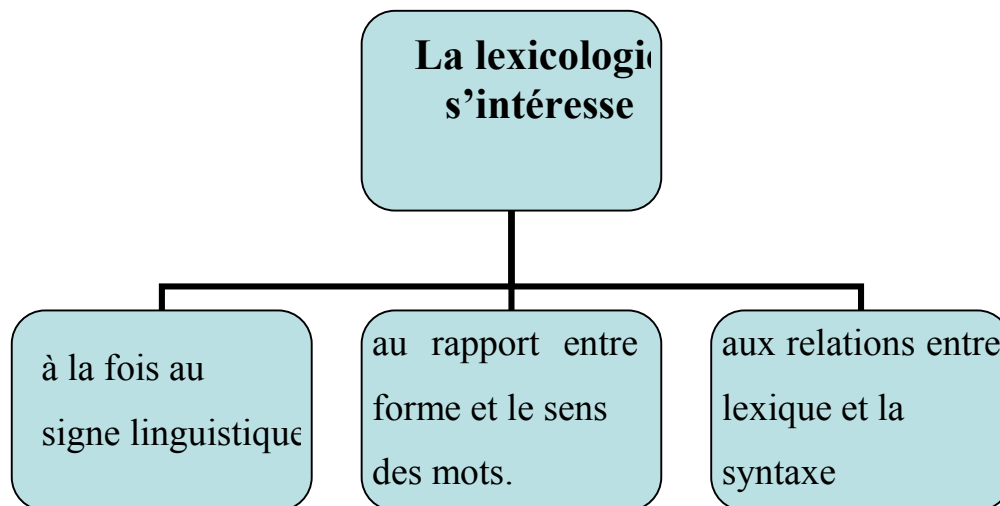 La lexicologie
s’intéresse
à la fois au
signe linguistique
au rapport entre
forme et le sens
des mots.
aux relations entre
lexique et la
syntaxe